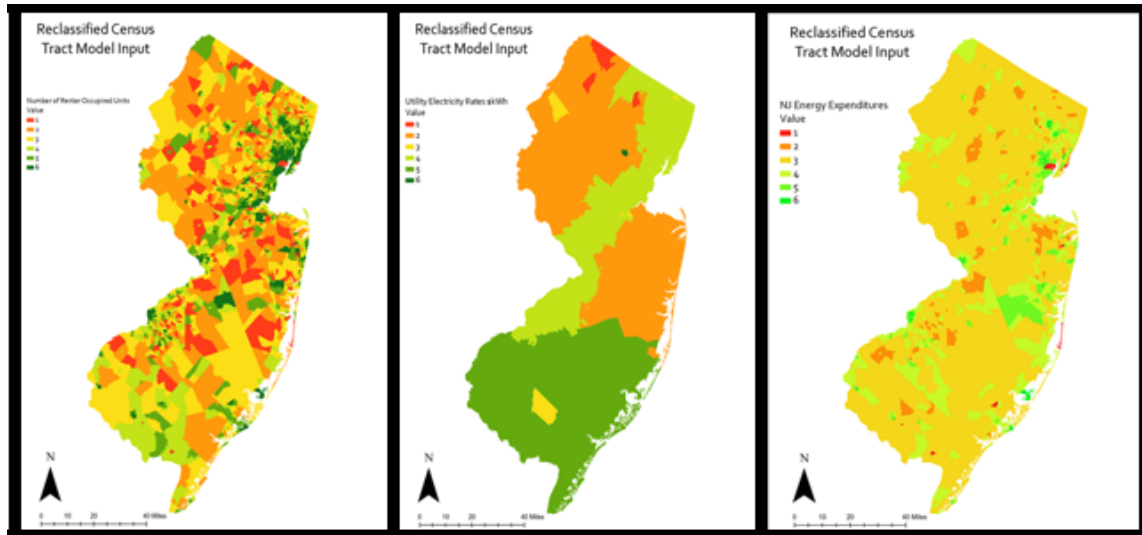 Reclassified Census
Tract Model Input
Number of Renter Occupied Units
Value
1
2
3
4
5
6
N
0 10 20 40 Miles
Reclassified Census
Tract Model Input
Utility Electricity Rates $kWh
Value
1
2
3
4
5
6
N
0 10 20 40 Miles
Reclassified Census
Tract Model Input
NJ Energy Expenditures
Value
1
2
3
4
5
6
N
0 10 20 40 Miles